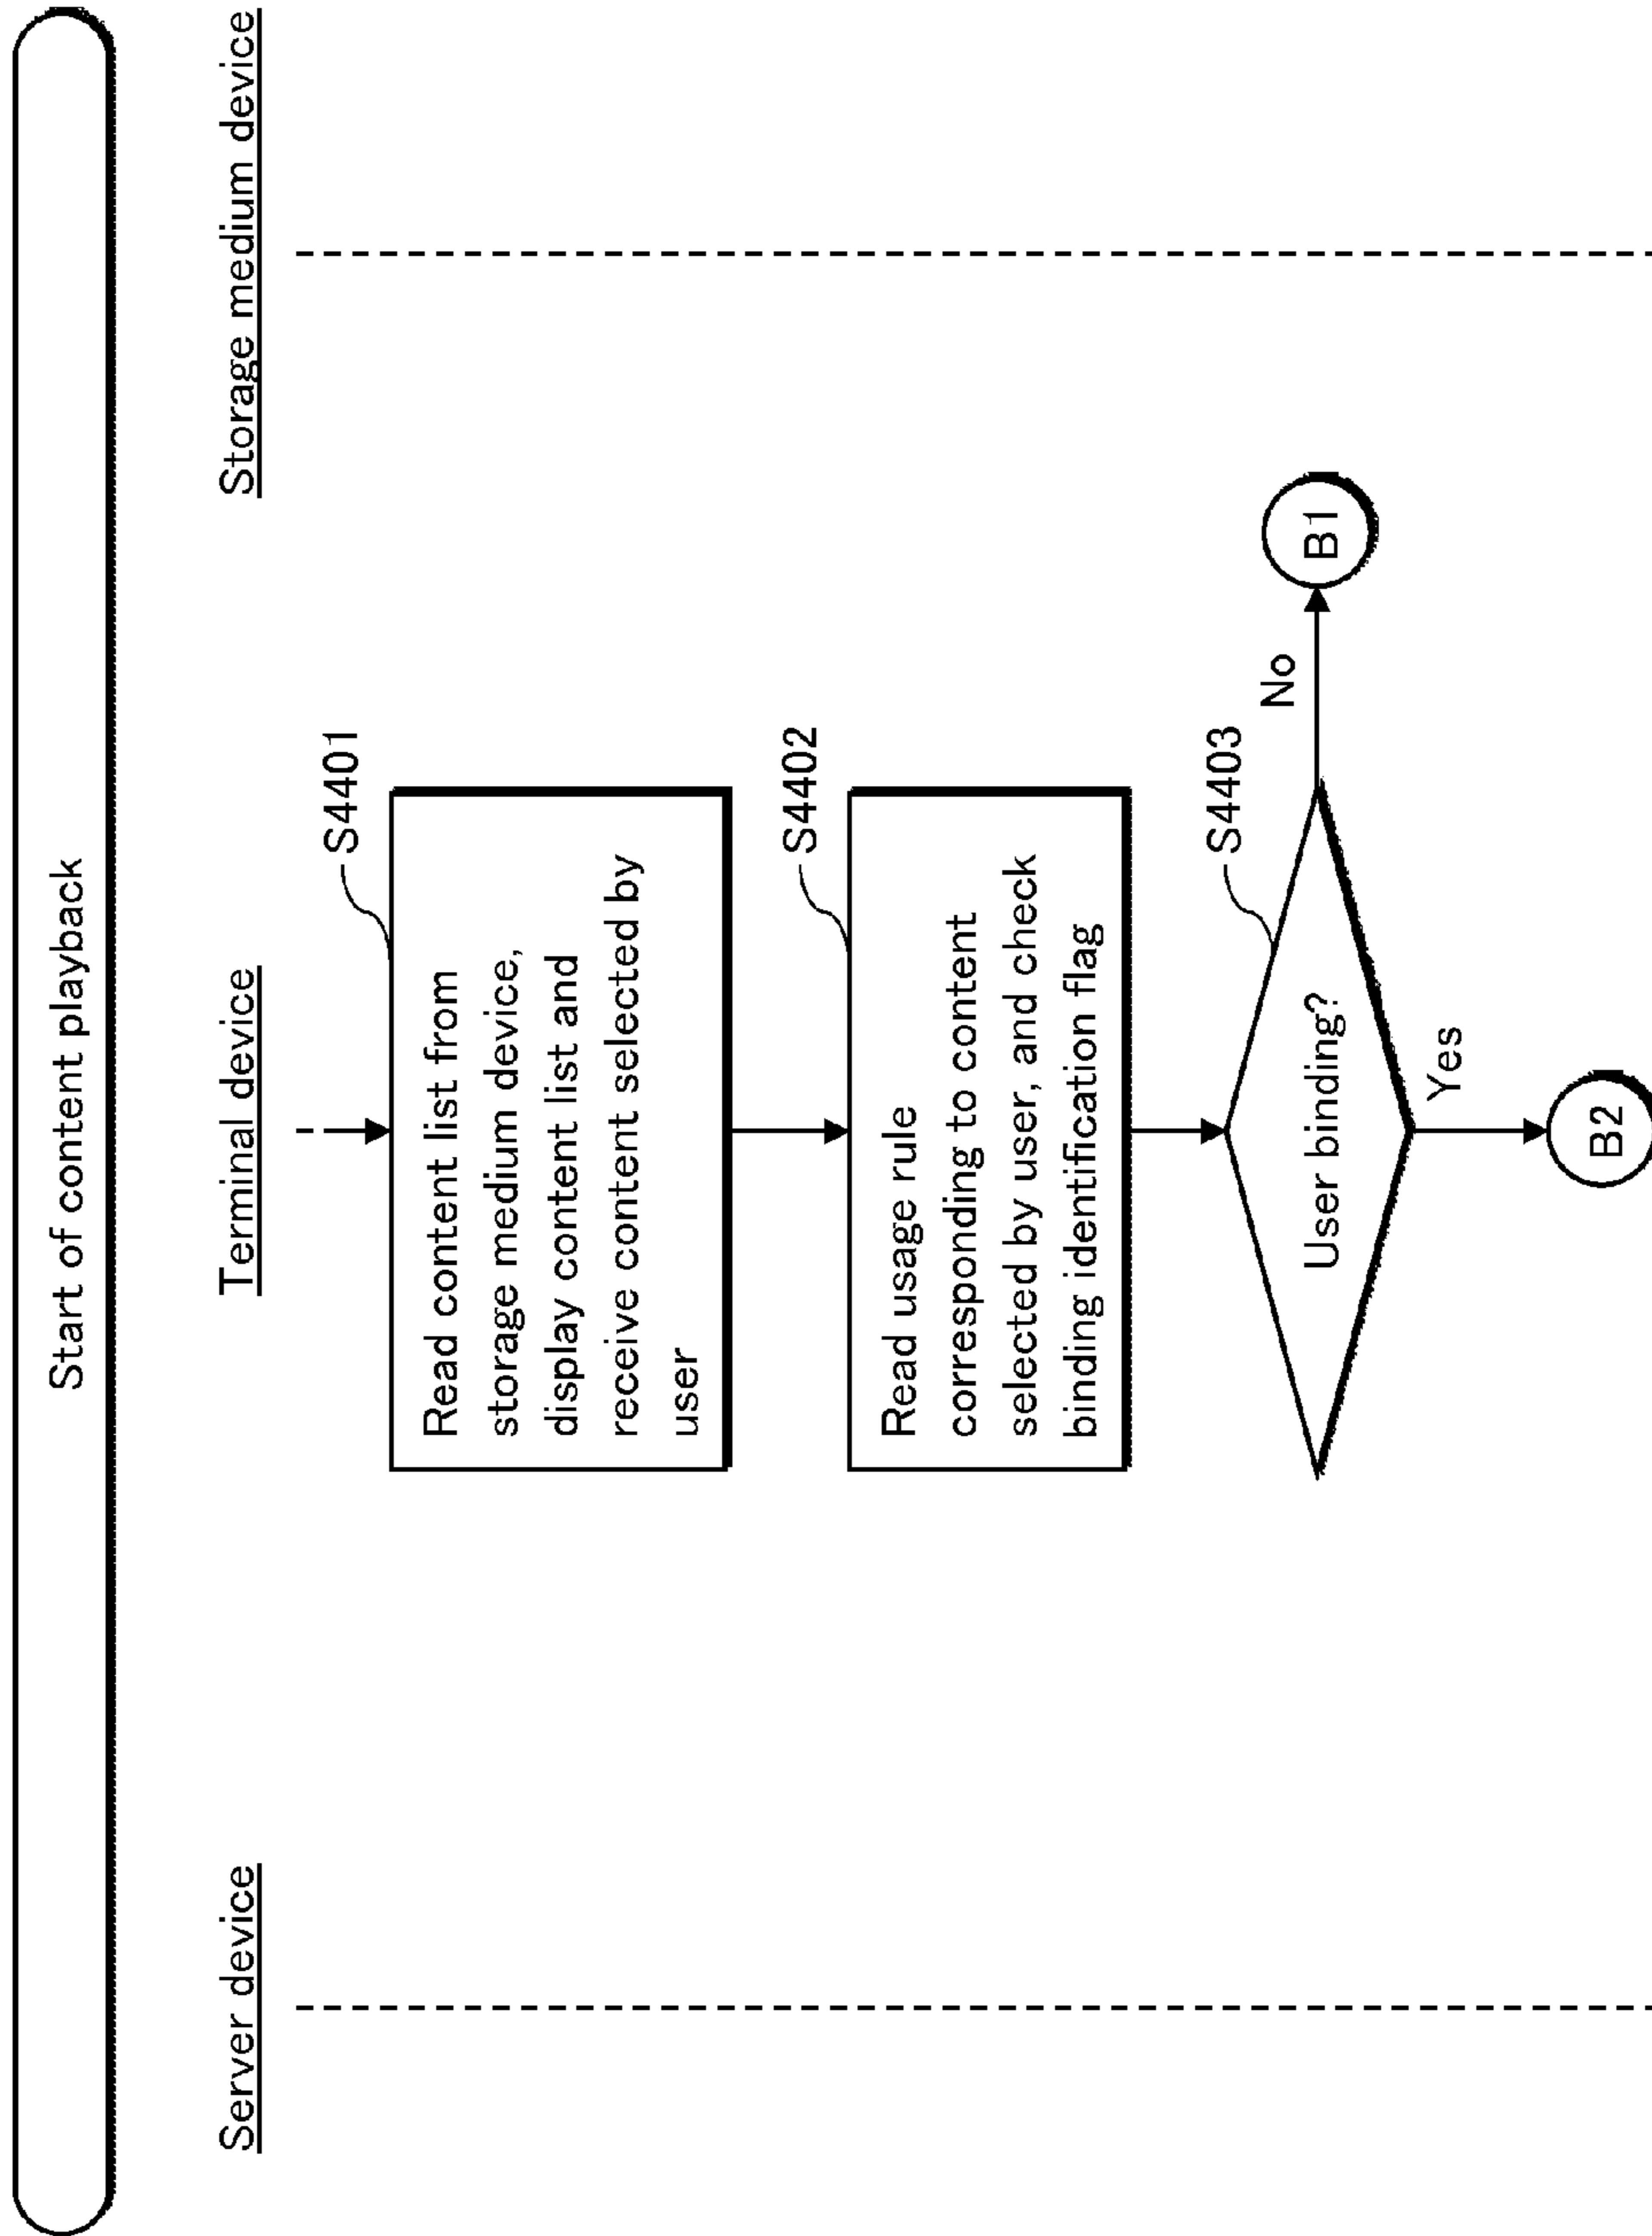 Start of content playback
Server device
Terminal device
Storage medium device
S4401
Read content list from
storage medium device,
display content list and
receive content selected by
user
S4402
Read usage rule
corresponding to content
selected by user, and check
binding identification flag
S4403
User binding?
No
B1
Yes
B2